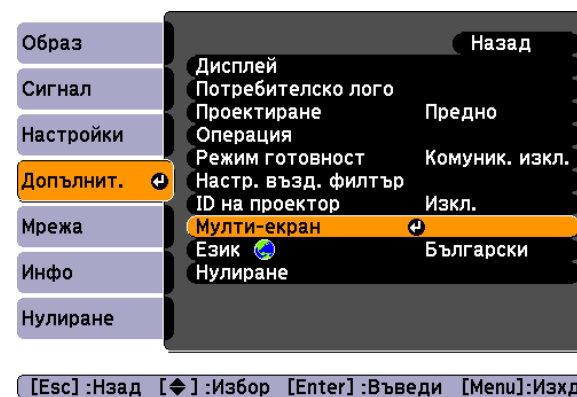 Образ
Сигнал
Настройки
Допълнит.
Мрежа
Инфо
Нулиране
Назад
Дисплей
Потребителско лого
Проектиране Предно
Операция
Режим готовност Комуник. изкл.
Настр. възд. филтър
ID на проектор Изкл.
Мулти-екран
Език Български
Нулиране
[Esc] :Нзад [◆] :Избор [Enter] :Въведи [Menu]:Изхд